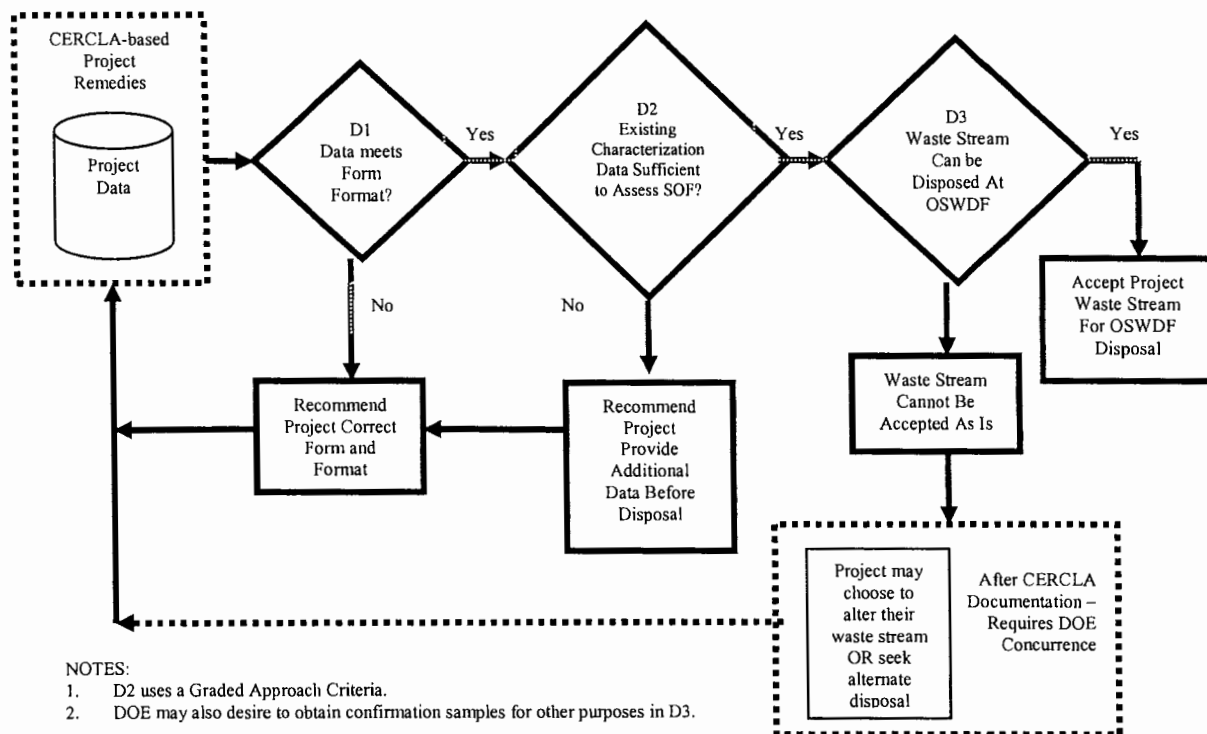 CERCLA-based
Project
Remedies
Project
Data
D1
Data meets
Form
Format?
Yes
No
D2
Existing
Characterization
Data Sufficient
to Assess SOF?
Yes
No
D3
Waste Stream
Can be
Disposed At
OSWDF
Yes
Accept Project
Waste Stream
For OSWDF
Disposal
Recommend
Project Correct
Form and
Format
Recommend
Project
Provide
Additional
Data Before
Disposal
Waste Stream
Cannot Be
Accepted As Is
Project may
choose to
alter their
waste stream
OR seek
alternate
disposal
After CERCLA
Documentation –
Requires DOE
Concurrence
NOTES:
1. D2 uses a Graded Approach Criteria.
2. DOE may also desire to obtain confirmation samples for other purposes in D3.